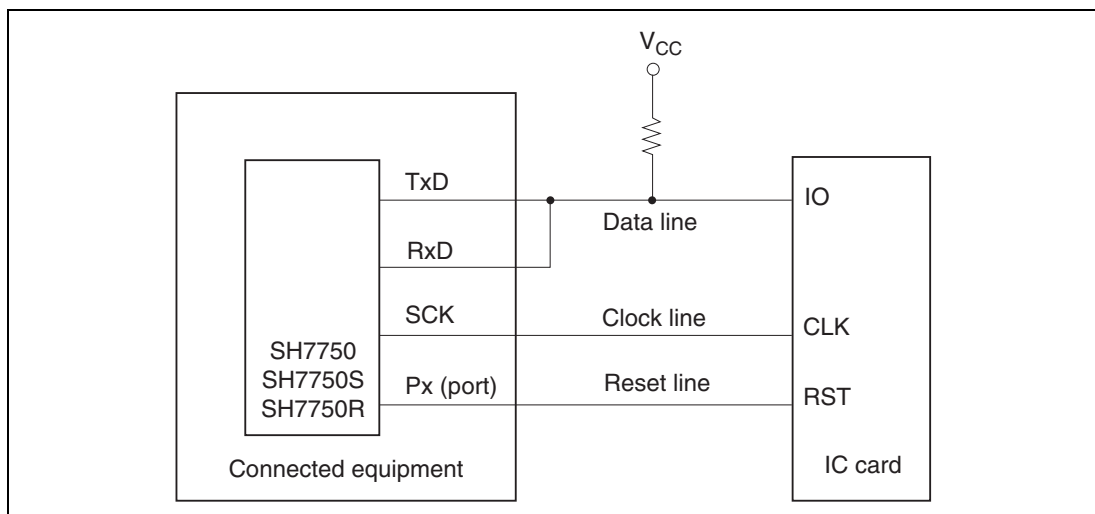 VCC
TxD
IO
Data line
RxD
SCK
Clock line
CLK
SH7750
SH7750S
SH7750R
Px (port)
Reset line
RST
Connected equipment
IC card